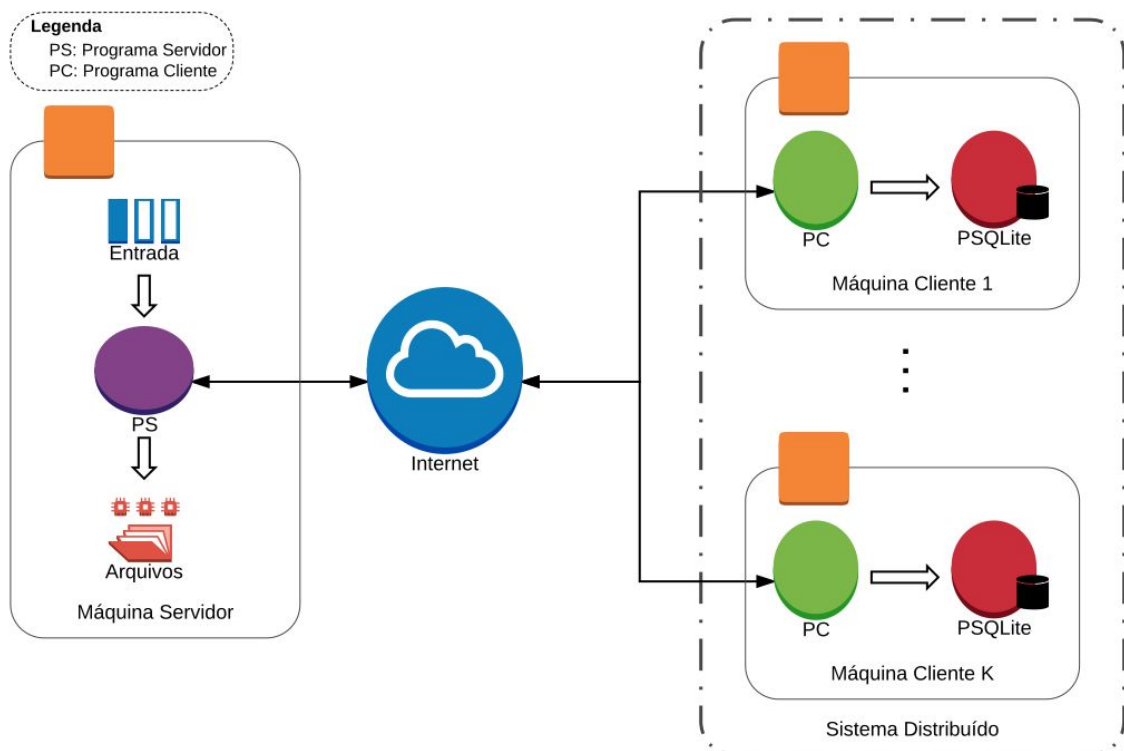 Legenda
PS: Programa Servidor
PC: Programa Cliente
Entrada
PS
Arquivos
Máquina Servidor
Internet
PC
PSQLite
Máquina Cliente 1
PC
PSQLite
Máquina Cliente K
Sistema Distribuído